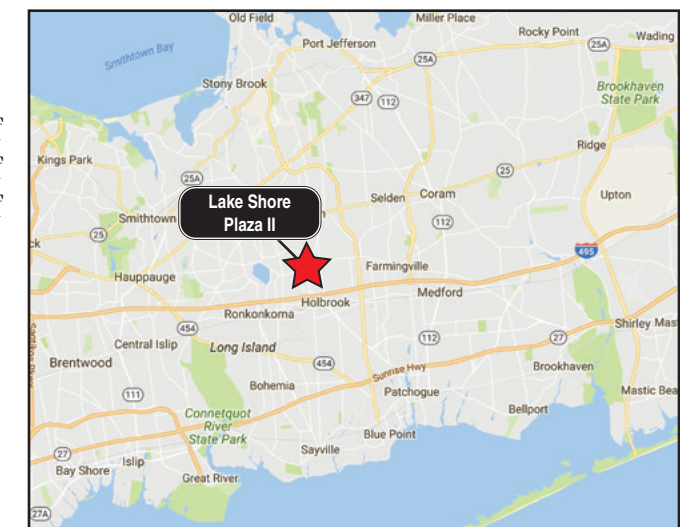 Old Field
Miller Place
Rocky Point
Wading
Port Jefferson
25A
Smithtown Bay
25A
Stony Brook
Brookhaven
State Park
347
112
Ridge
Kings Park
25
25A
Selden
Coram
Upton
Lake Shore
Plaza II
Smithtown
112
25
495
Farmingville
Hauppauge
Medford
Holbrook
Ronkonkoma
Shirley
Mas
454
112
27
Central Islip
Long Island
454
Brentwood
Sunrise Hwy
Brookhaven
Bohemia
Patchogue
Mastic Bea
111
Bellport
Connetquot
River
State Park
Blue Point
27
Sayville
Islip
Bay Shore
Great River
27A